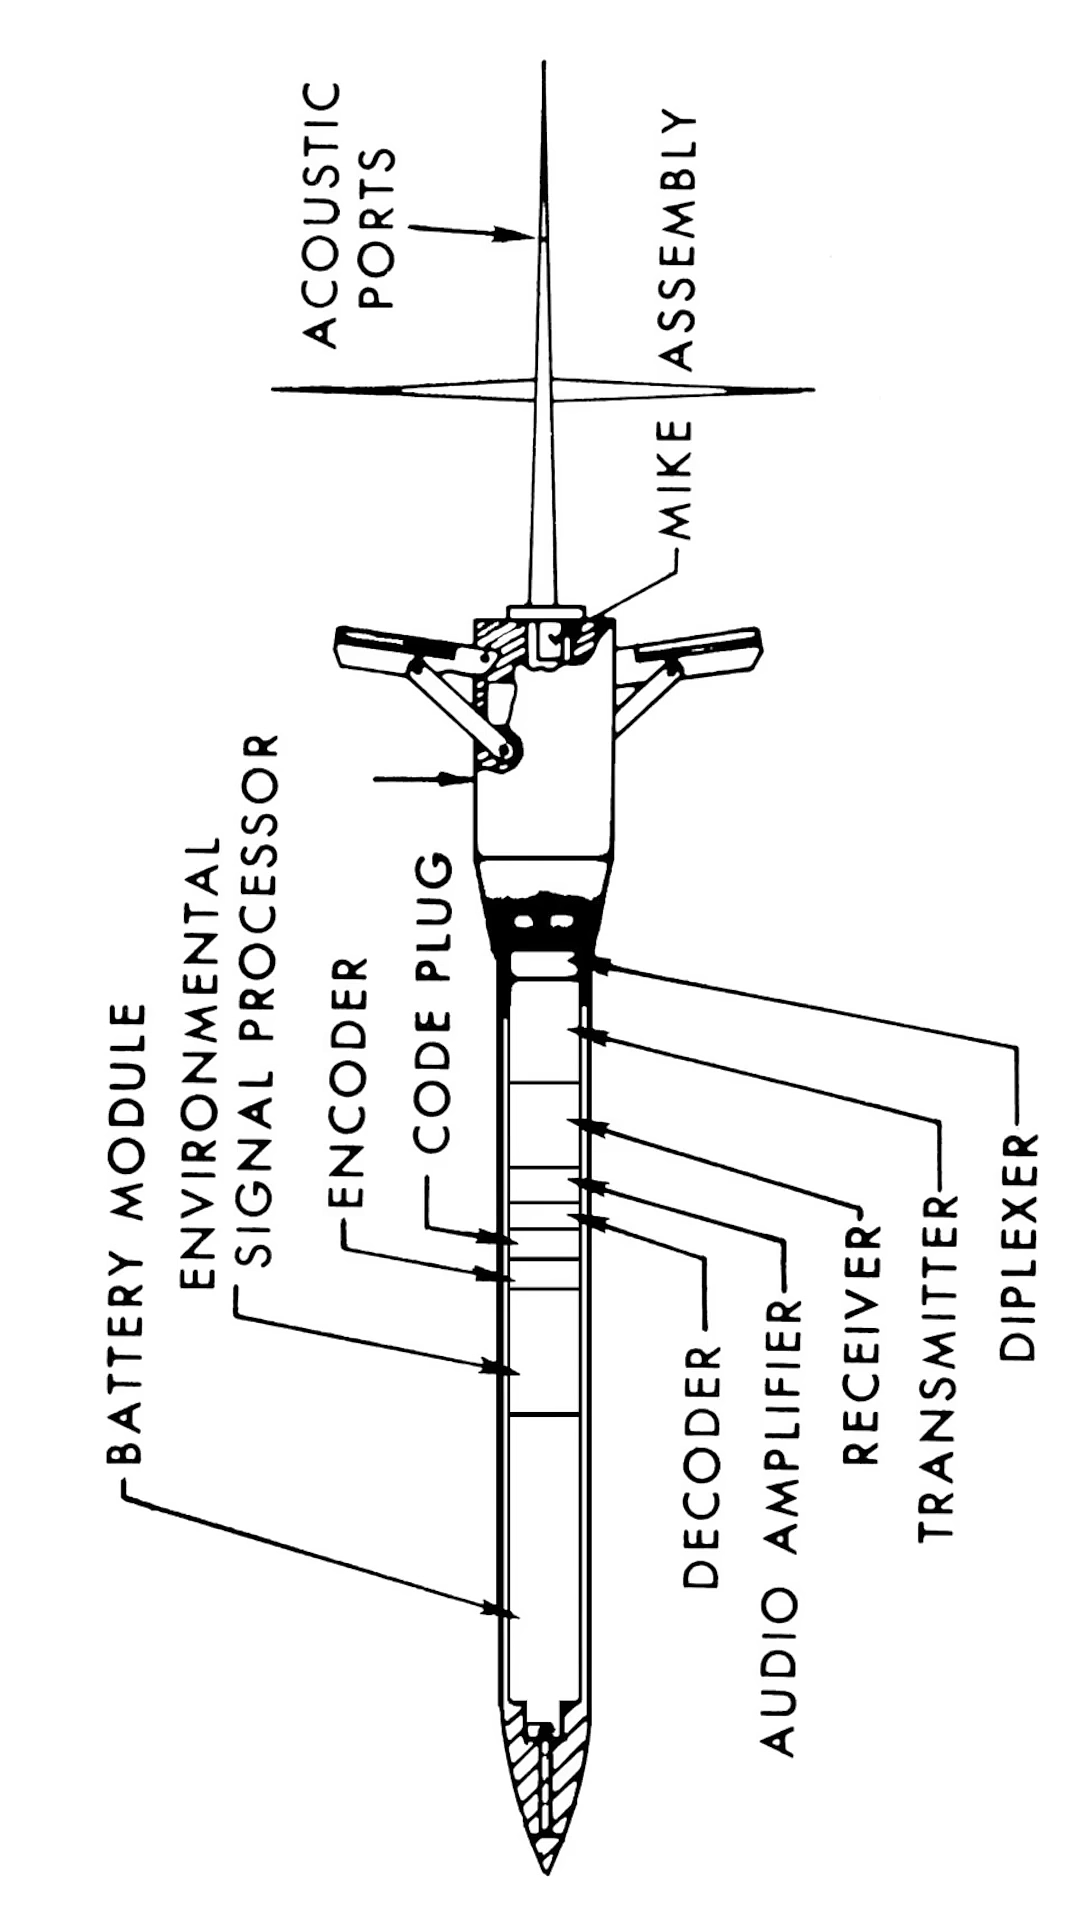 BATTERY MODULE
ENVIRONMENTAL
SIGNAL PROCESSOR
ENCODER
CODE PLUG
ACOUSTIC
PORTS
MIKE ASSEMBLY
DECODER
AUDIO AMPLIFIER
RECEIVER
TRANSMITTER
DIPLEXER